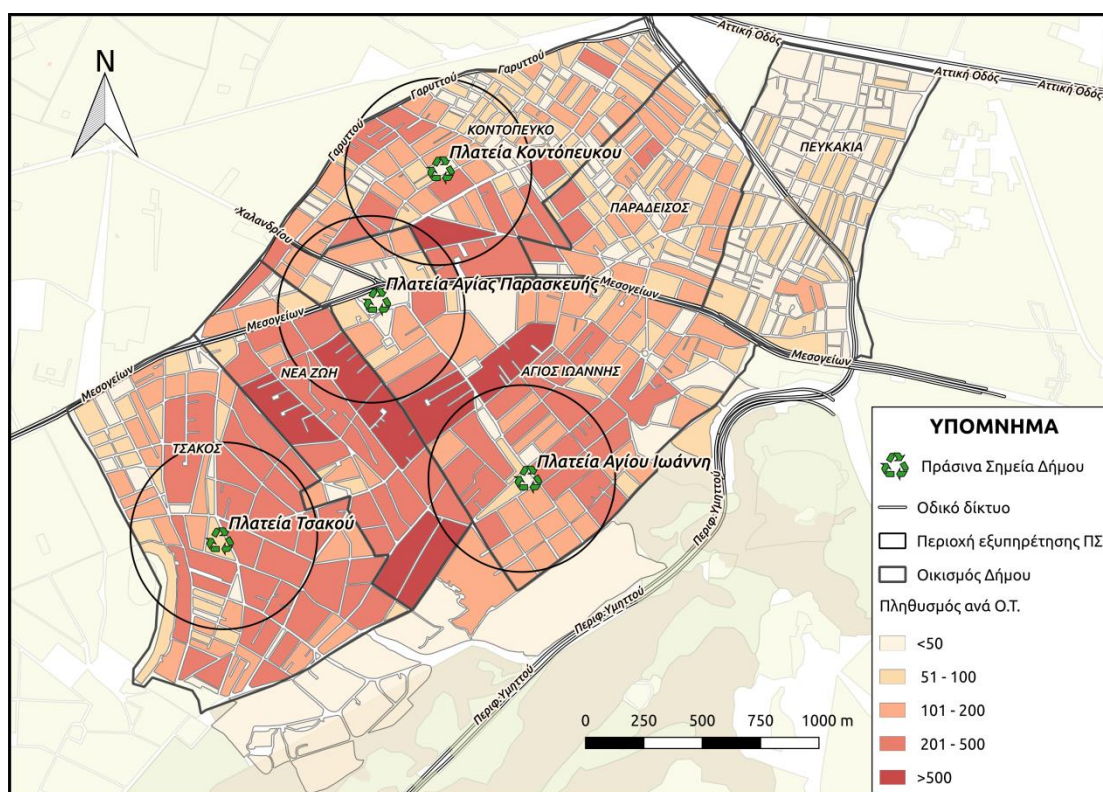 N
Αττική Οδός
Αττική Οδός
Αττική Οδός
Γαρυττού
Γαρυττού
Γαρυττού
ΚΟΝΤΟΠΕΥΚΟ
Πλατεία Κοντόπευκου
ΠΕΥΚΑΚΙΑ
ΠΑΡΑΔΕΙΣΟΣ
Χαλανδρίου
Πλατεία Αγίας Παρασκευής
Μεσογείων
Μεσογείων
Μεσογείων
Μεσογείων
ΝΕΑ ΖΩΗ
ΑΓΙΟΣ ΙΩΑΝΝΗΣ
ΤΣΑΚΟΣ
Πλατεία Αγίου Ιωάννη
Πλατεία Τσακού
Περιφ.Υμηττού
Περιφ.Υμηττού
Περιφ.Υμηττού
0 250 500 750 1000 m
ΥΠΟΜΝΗΜΑ
Πράσινα Σημεία Δήμου
Οδικό δίκτυο
Περιοχή εξυπηρέτησης ΠΣ
Οικισμός Δήμου
Πληθυσμός ανά Ο.Τ.
<50
51 - 100
101 - 200
201 - 500
>500